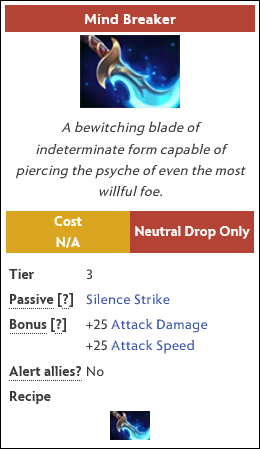 Mind Breaker
A bewitching blade of
indeterminate form capable of
piercing the psyche of even the most
willful foe.
Cost
N/A
Neutral Drop Only
Tier 3
Passive [?] Silence Strike
Bonus [?] +25 Attack Damage
+25 Attack Speed
Alert allies? No
Recipe